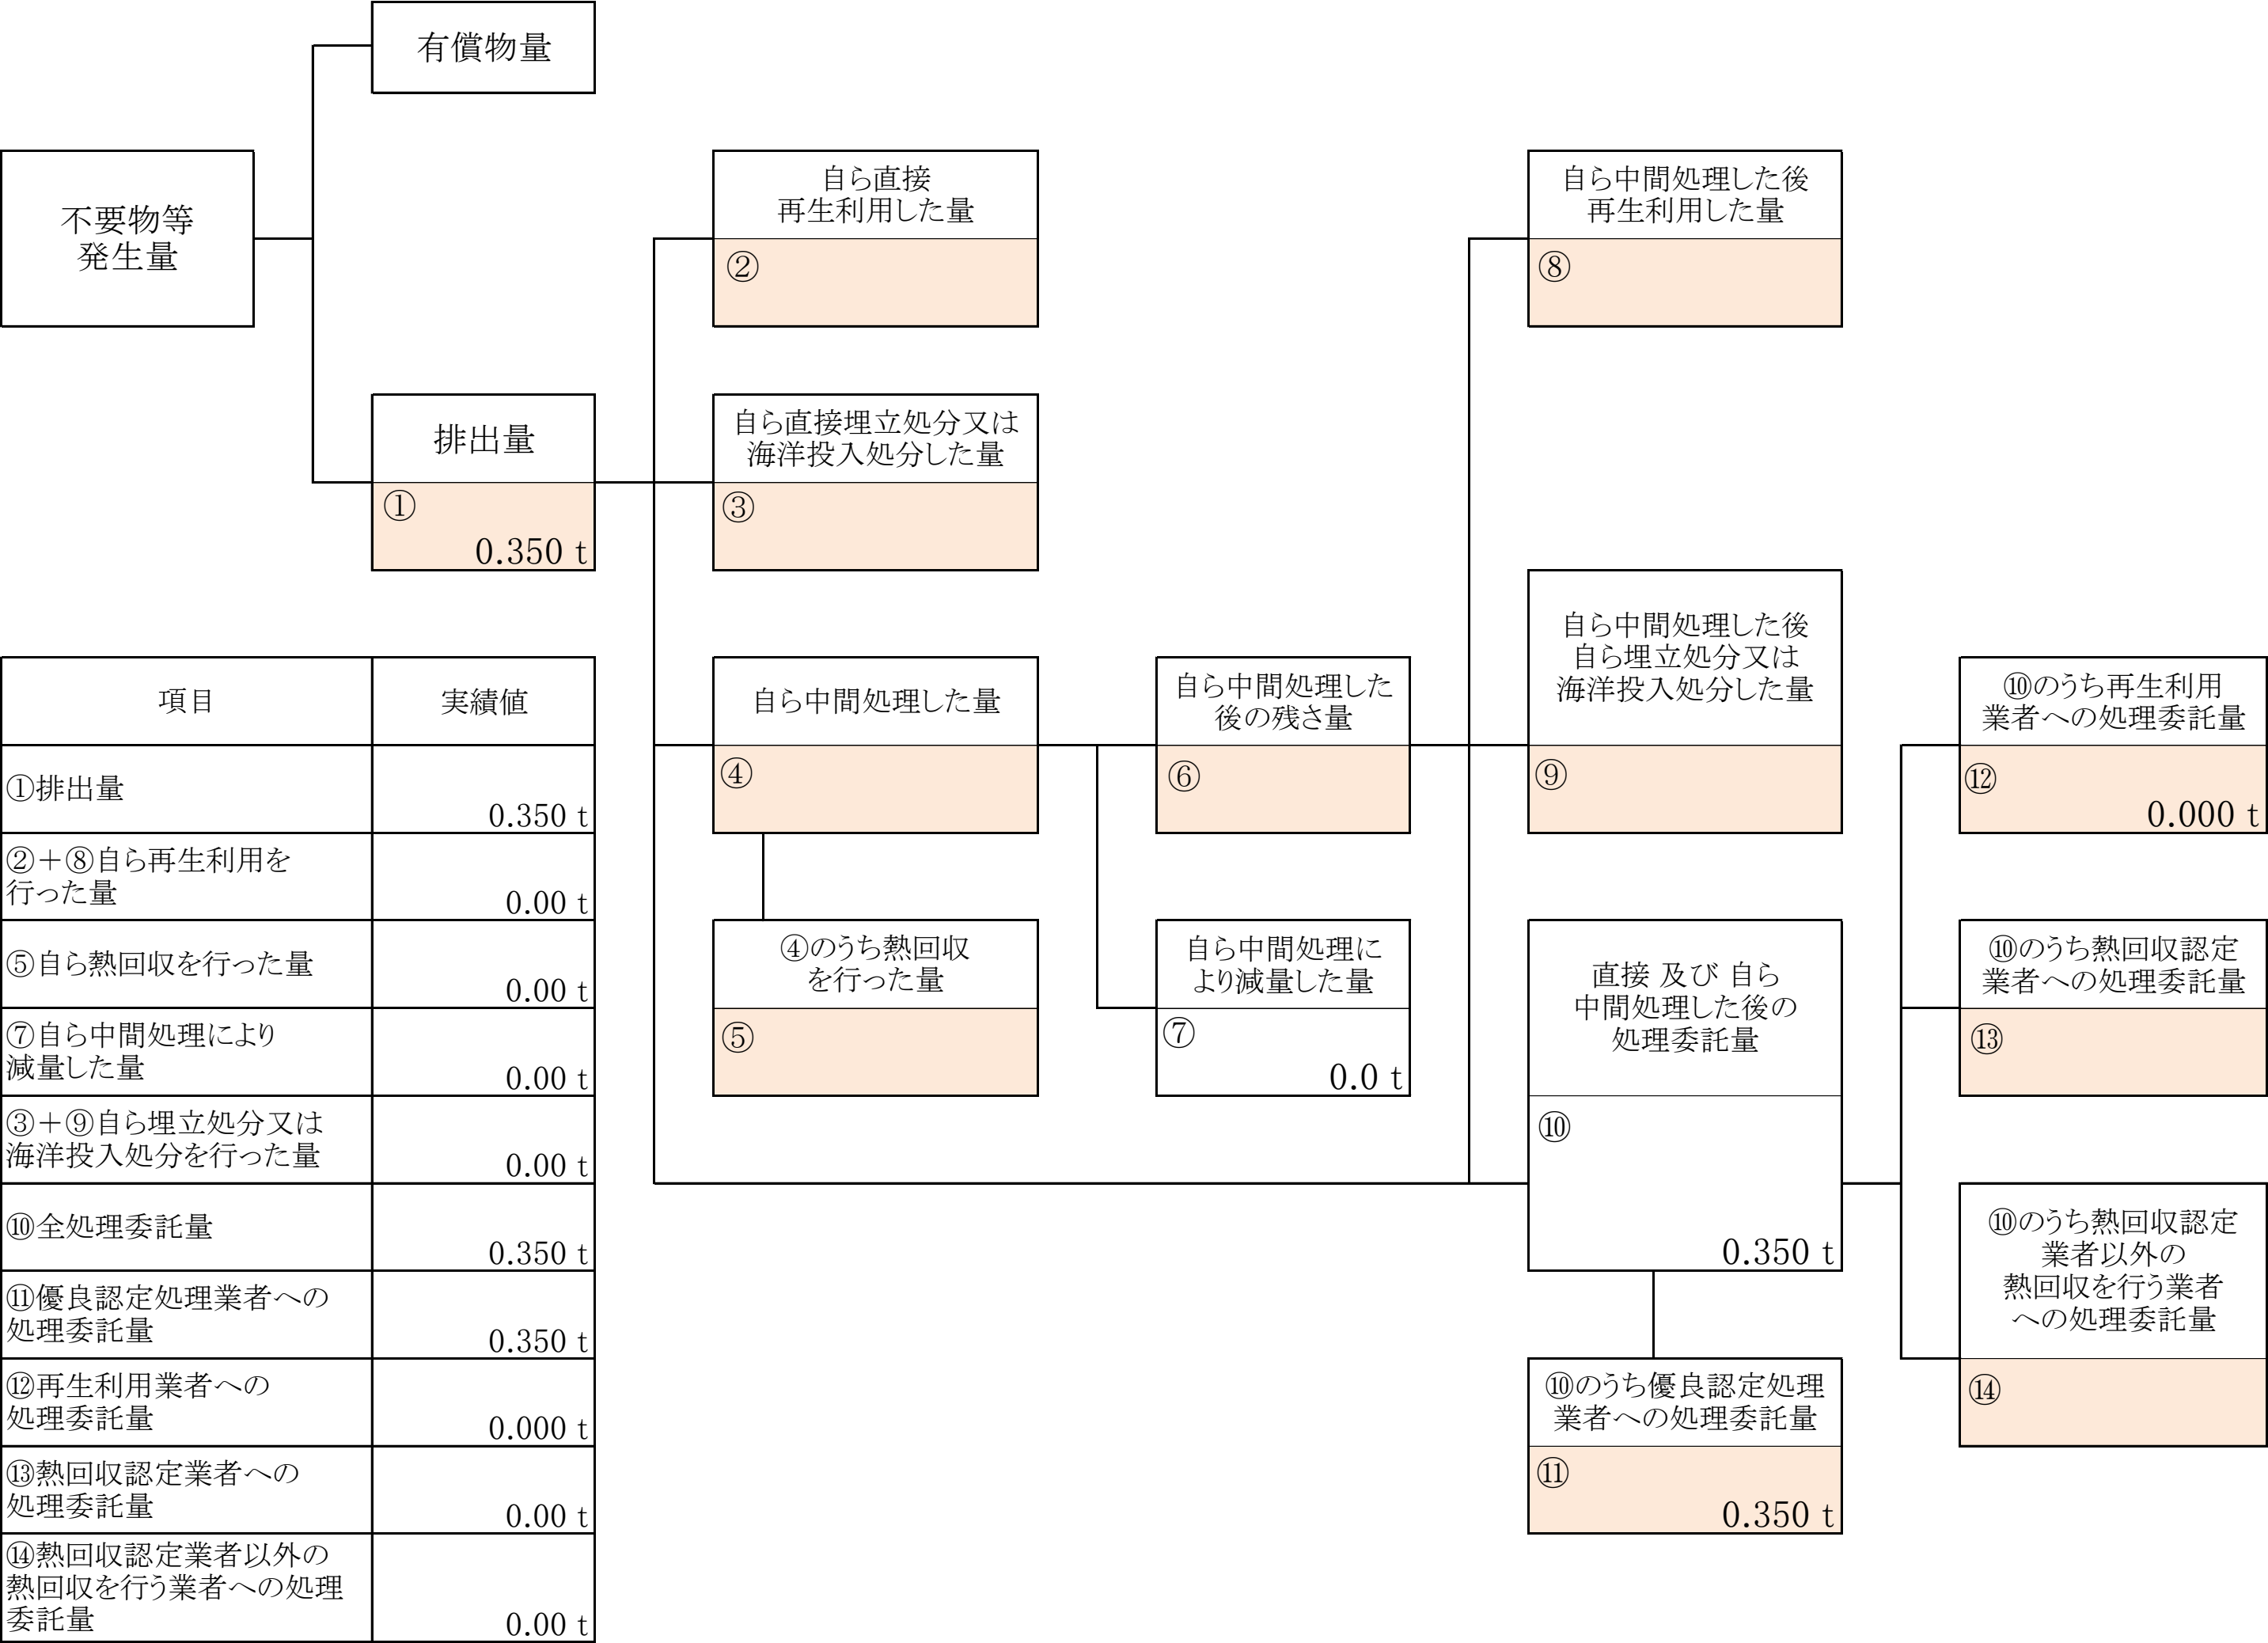 有償物量
不要物等
発生量
自ら直接
再生利用した量
②
自ら中間処理した後
再生利用した量
⑧
排出量
①
0.350 t
自ら直接埋立処分又は
海洋投入処分した量
③
自ら中間処理した量
④
自ら中間処理した
後の残さ量
⑥
自ら中間処理した後
自ら埋立処分又は
海洋投入処分した量
⑨
⑩のうち再生利用
業者への処理委託量
⑫
0.000 t
④のうち熱回収
を行った量
⑤
自ら中間処理に
より減量した量
⑦
0.0 t
直接 及び 自ら
中間処理した後の
処理委託量
⑩
0.350 t
⑩のうち熱回収認定
業者への処理委託量
⑬
⑩のうち熱回収認定
業者以外の
熱回収を行う業者
への処理委託量
⑭
⑩のうち優良認定処理
業者への処理委託量
⑪
0.350 t
項目 実績値
①排出量
0.350 t
②+⑧自ら再生利用を
行った量
0.00 t
⑤自ら熱回収を行った量
0.00 t
⑦自ら中間処理により
減量した量
0.00 t
③+⑨自ら埋立処分又は
海洋投入処分を行った量
0.00 t
⑩全処理委託量
0.350 t
⑪優良認定処理業者への
処理委託量
0.350 t
⑫再生利用業者への
処理委託量
0.000 t
⑬熱回収認定業者への
処理委託量
0.00 t
⑭熱回収認定業者以外の
熱回収を行う業者への処理
委託量
0.00 t